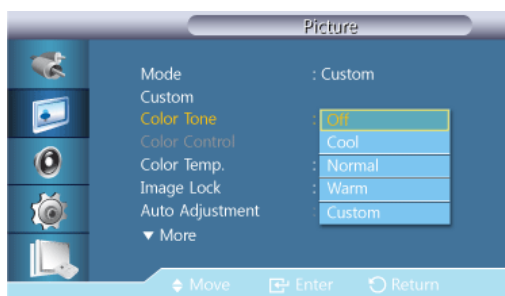 Picture
Mode : Custom
Custom
Color Tone : Off
Color Control Cool
Color Temp. : Normal
Image Lock : Warm
Auto Adjustment : Custom
▼ More
Move Enter Return